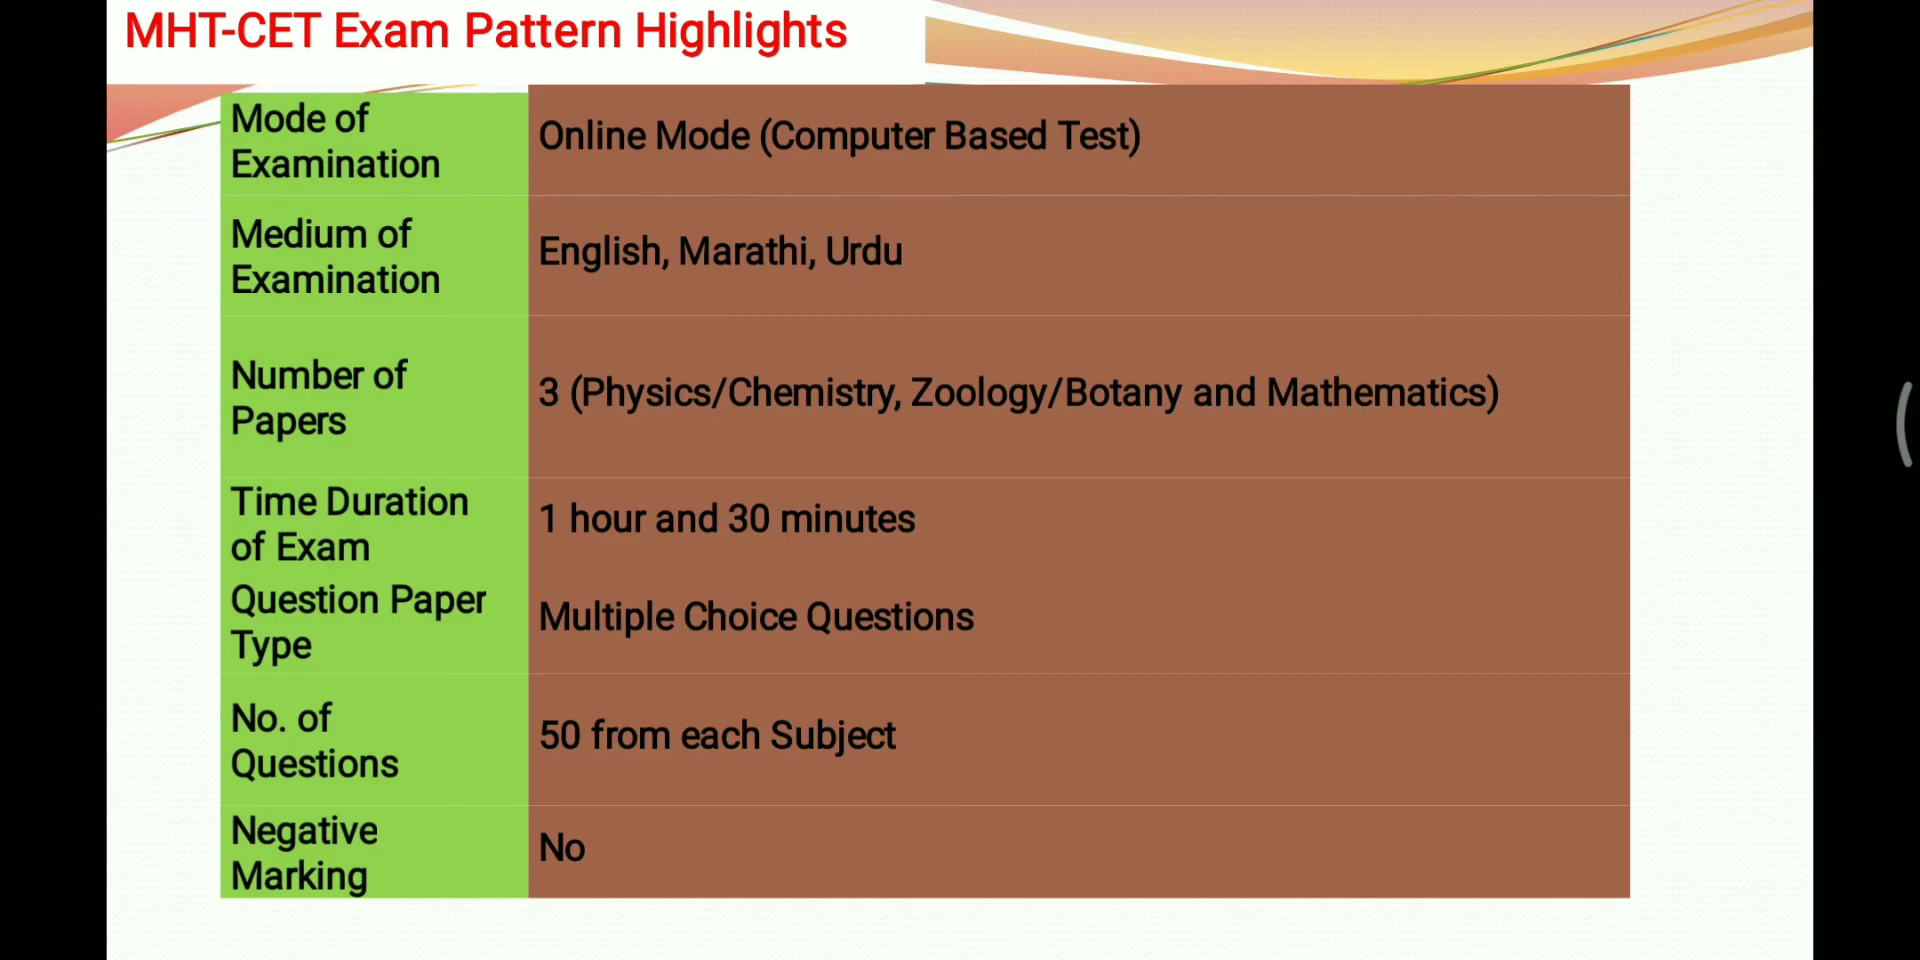 MHT-CET Exam Pattern Highlights
Mode of
Examination
Online Mode (Computer Based Test)
Medium of
Examination
English, Marathi, Urdu
Number of
Papers
3 (Physics/Chemistry, Zoology/Botany and Mathematics)
Time Duration
of Exam
1 hour and 30 minutes
Question Paper
Type
Multiple Choice Questions
No. of
Questions
50 from each Subject
Negative
Marking
No